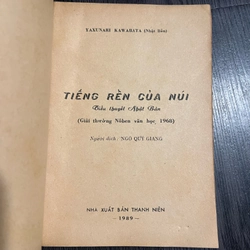 YAXUNARI KAWABATA (Nhật Bản)
TIẾNG RỀN CỦA NÚI
Tiểu thuyết Nhật Bản
(Giải thưởng Nôben văn học 1968)
Người dịch : NGÔ QUÝ GIANG
NHÀ XUẤT BẢN THANH NIÊN
– 1989 –